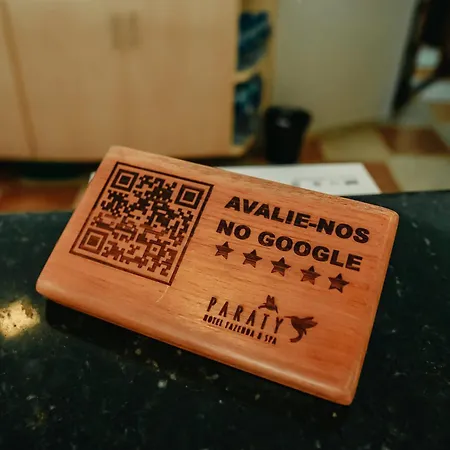 AVALIE-NOS
NO GOOGLE
PARATY
HOTEL FAZENDA & SPA